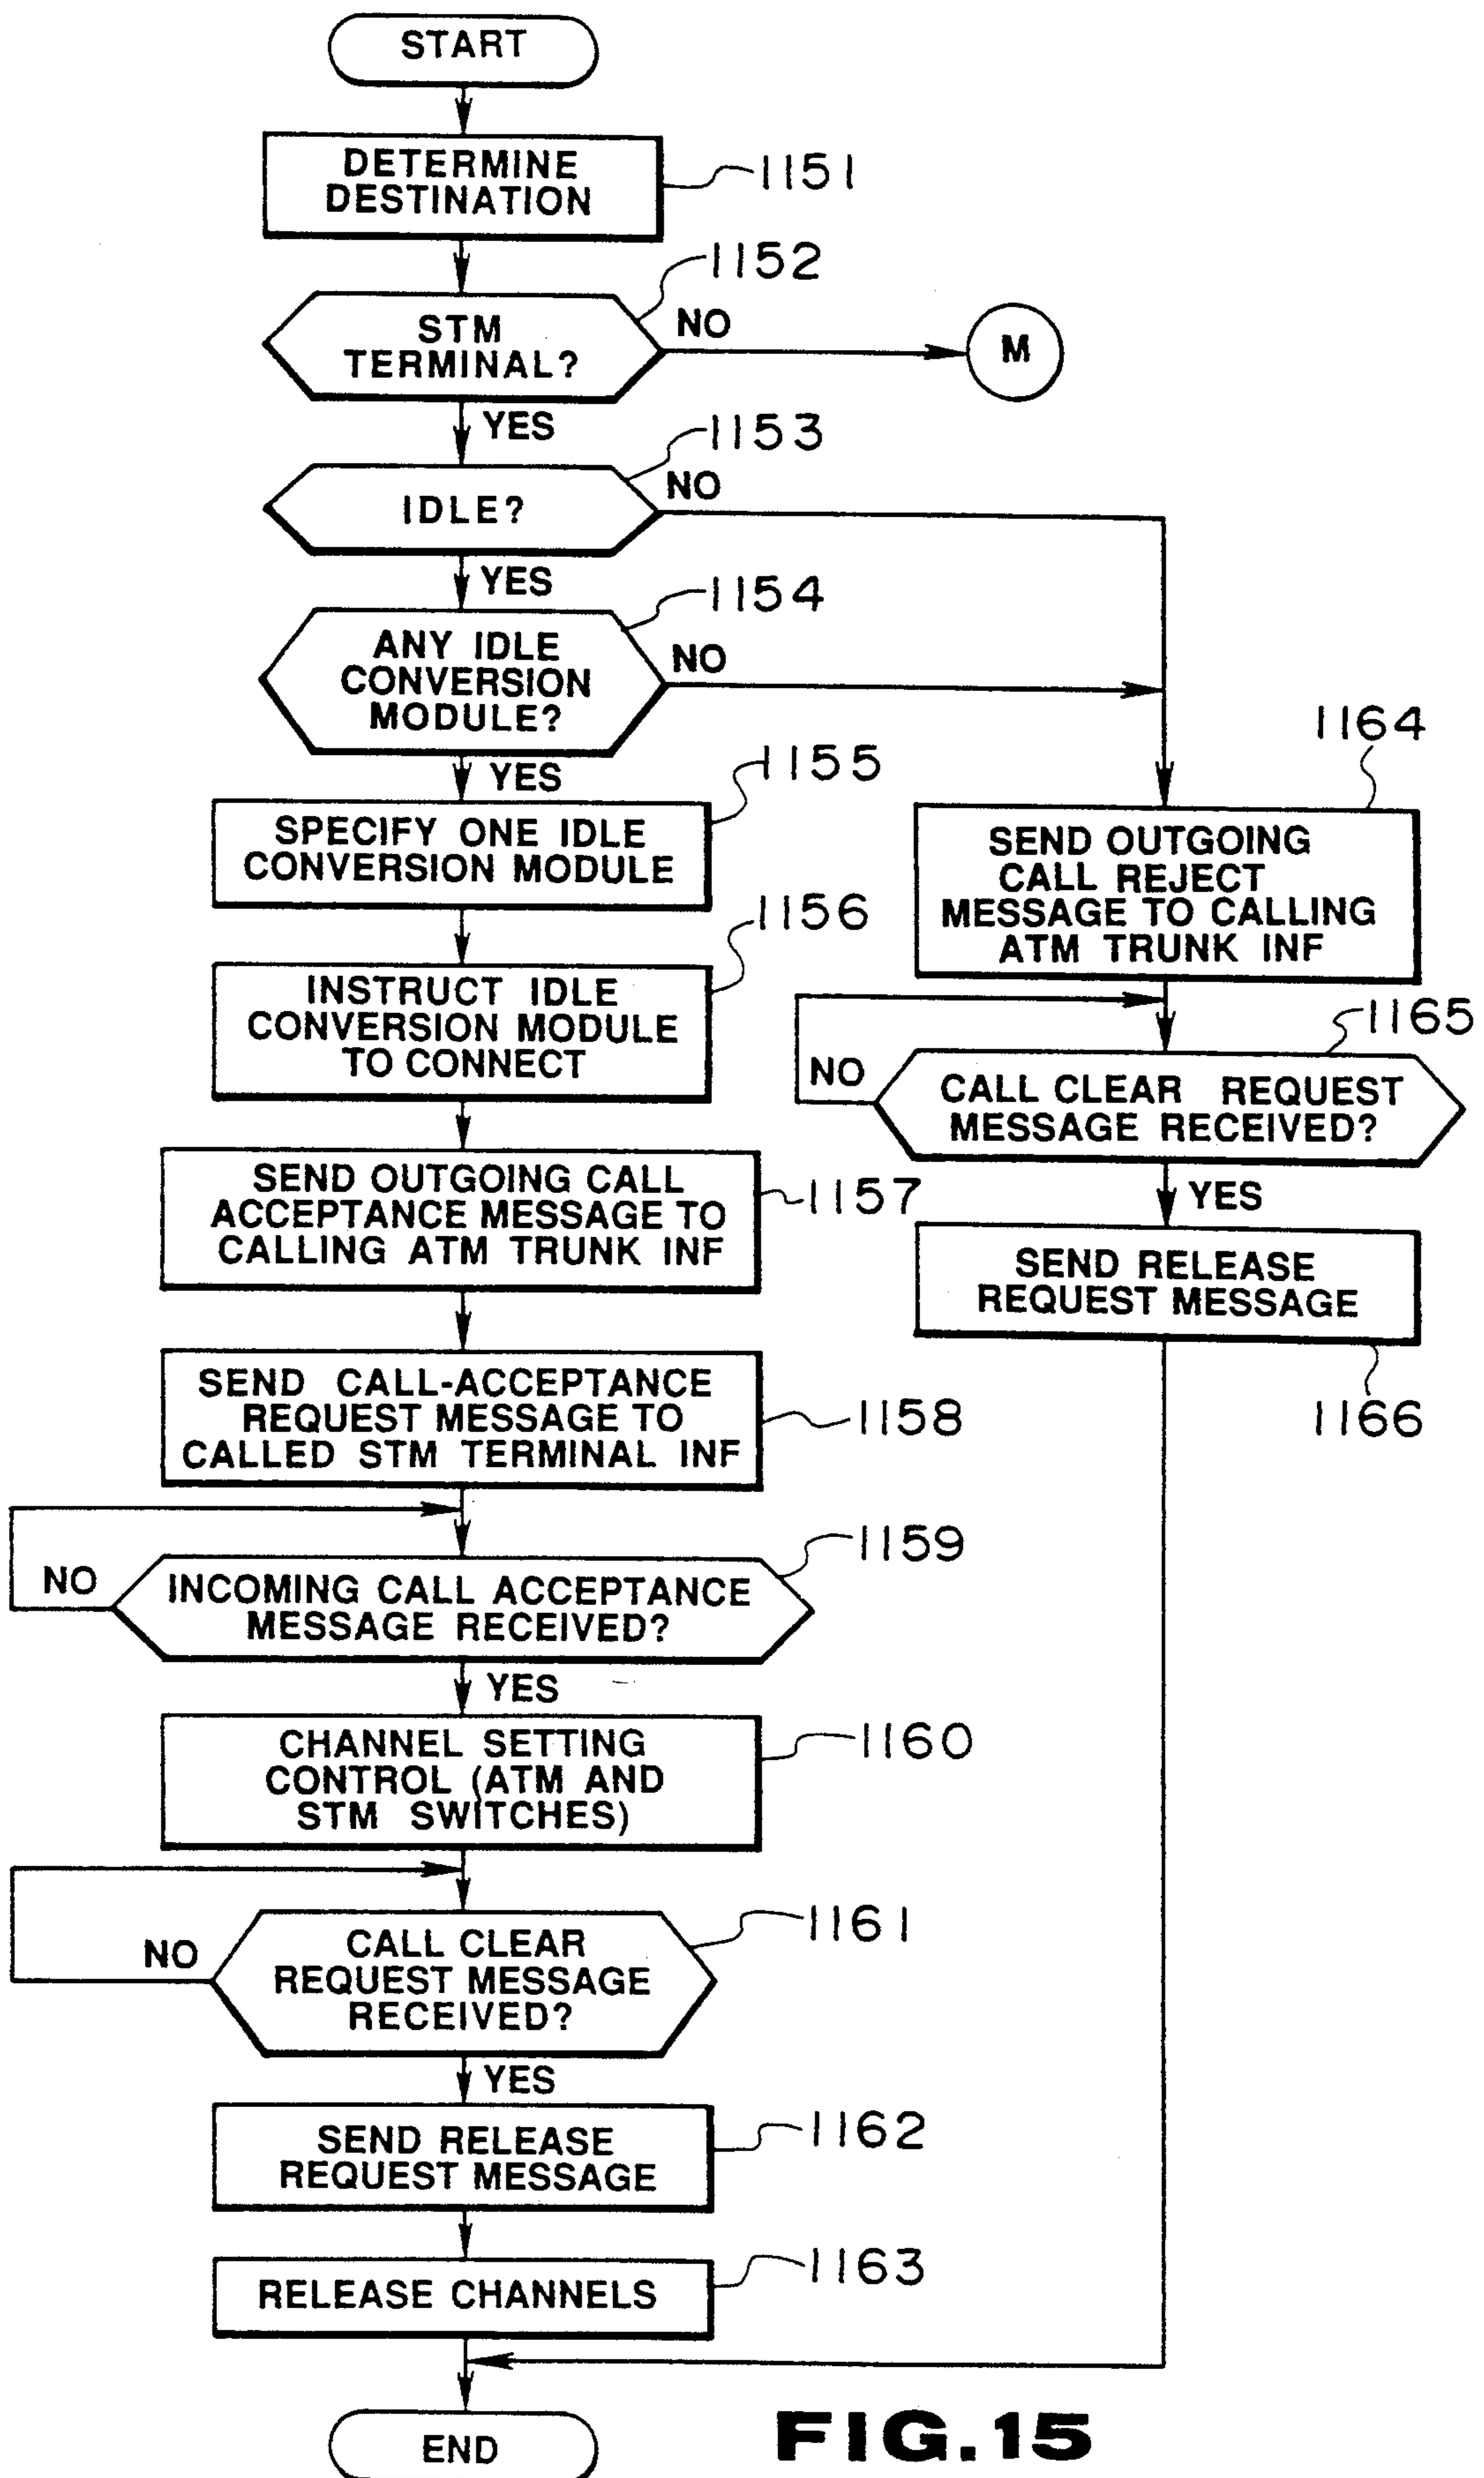 START
DETERMINE
DESTINATION
1151
1152
STM
TERMINAL?
NO
M
YES
1153
IDLE?
NO
YES
1154
ANY IDLE
CONVERSION
MODULE?
NO
YES
1155
SPECIFY ONE IDLE
CONVERSION MODULE
1156
INSTRUCT IDLE
CONVERSION MODULE
TO CONNECT
SEND OUTGOING CALL
ACCEPTANCE MESSAGE TO
CALLING ATM TRUNK INF
1157
SEND CALL-ACCEPTANCE
REQUEST MESSAGE TO
CALLED STM TERMINAL INF
1158
1159
NO
INCOMING CALL ACCEPTANCE
MESSAGE RECEIVED?
YES
CHANNEL SETTING
CONTROL (ATM AND
STM SWITCHES)
1160
1161
NO
CALL CLEAR
REQUEST MESSAGE
RECEIVED?
YES
SEND RELEASE
REQUEST MESSAGE
1162
RELEASE CHANNELS
1163
END
1164
SEND OUTGOING
CALL REJECT
MESSAGE TO CALLING
ATM TRUNK INF
1165
NO
CALL CLEAR REQUEST
MESSAGE RECEIVED?
YES
SEND RELEASE
REQUEST MESSAGE
1166
FIG.15